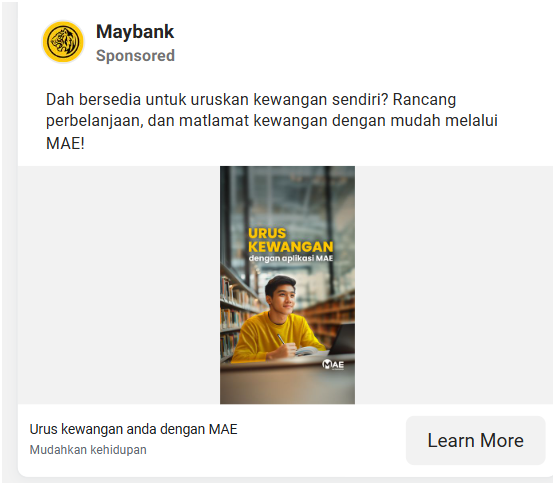 Maybank
Sponsored
Dah bersedia untuk uruskan kewangan sendiri? Rancang
perbelanjaan, dan matlamat kewangan dengan mudah melalui
MAE!
URUS
KEWANGAN
dengan aplikasi MAE
MAE
Urus kewangan anda dengan MAE
Mudahkan kehidupan
Learn More